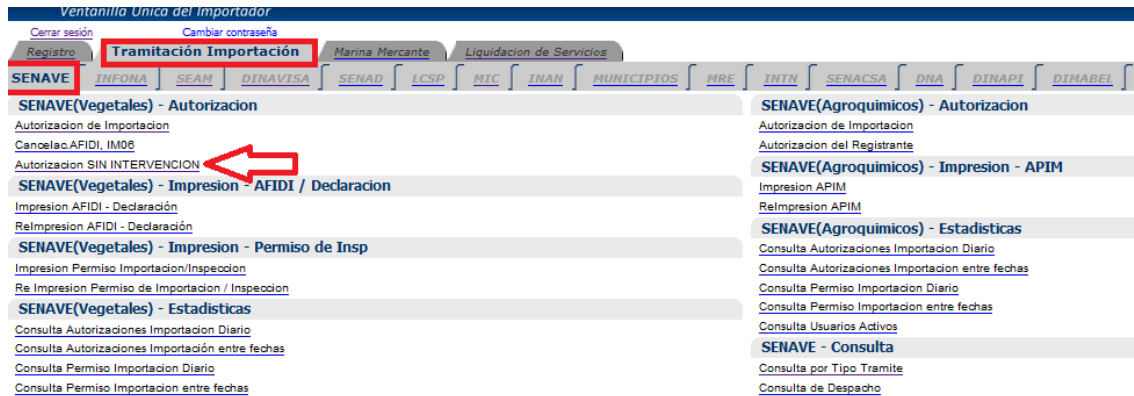 Ventanilla Unica del Importador
Cerrar sesión
Cambiar contraseña
Registro
Tramitación Importación
Marina Mercante
Liquidacion de Servicios
SENAVE
INFONA
SEAM
DINAVISA
SENAD
LCSP
MIC
INAN
MUNICIPIOS
MRE
INTN
SENACSA
DNA
DINAPI
DIMABEL
SENAVE(Vegetales) - Autorizacion
Autorizacion de Importacion
Cancelac.AFIDI, IM06
Autorizacion SIN INTERVENCION
SENAVE(Vegetales) - Impresion - AFIDI / Declaracion
Impresion AFIDI - Declaración
ReImpresion AFIDI - Declaración
SENAVE(Vegetales) - Impresion - Permiso de Insp
Impresion Permiso Importacion/Inspeccion
Re Impresion Permiso de Importacion / Inspeccion
SENAVE(Vegetales) - Estadisticas
Consulta Autorizaciones Importacion Diario
Consulta Autorizaciones Importación entre fechas
Consulta Permiso Importacion Diario
Consulta Permiso Importacion entre fechas
SENAVE(Agroquimicos) - Autorizacion
Autorizacion de Importacion
Autorizacion del Registrante
SENAVE(Agroquimicos) - Impresion - APIM
Impresion APIM
ReImpresion APIM
SENAVE(Agroquimicos) - Estadisticas
Consulta Autorizaciones Importacion Diario
Consulta Autorizaciones Importacion entre fechas
Consulta Permiso Importacion Diario
Consulta Permiso Importacion entre fechas
Consulta Usuarios Activos
SENAVE - Consulta
Consulta por Tipo Tramite
Consulta de Despacho